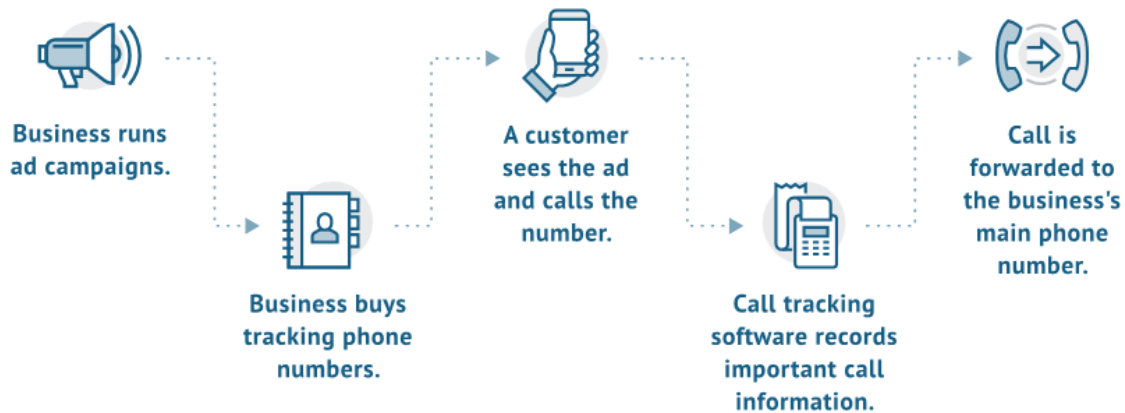 Business runs
ad campaigns.
Business buys
tracking phone
numbers.
A customer
sees the ad
and calls the
number.
Call tracking
software records
important call
information.
Call is
forwarded to
the business's
main phone
number.